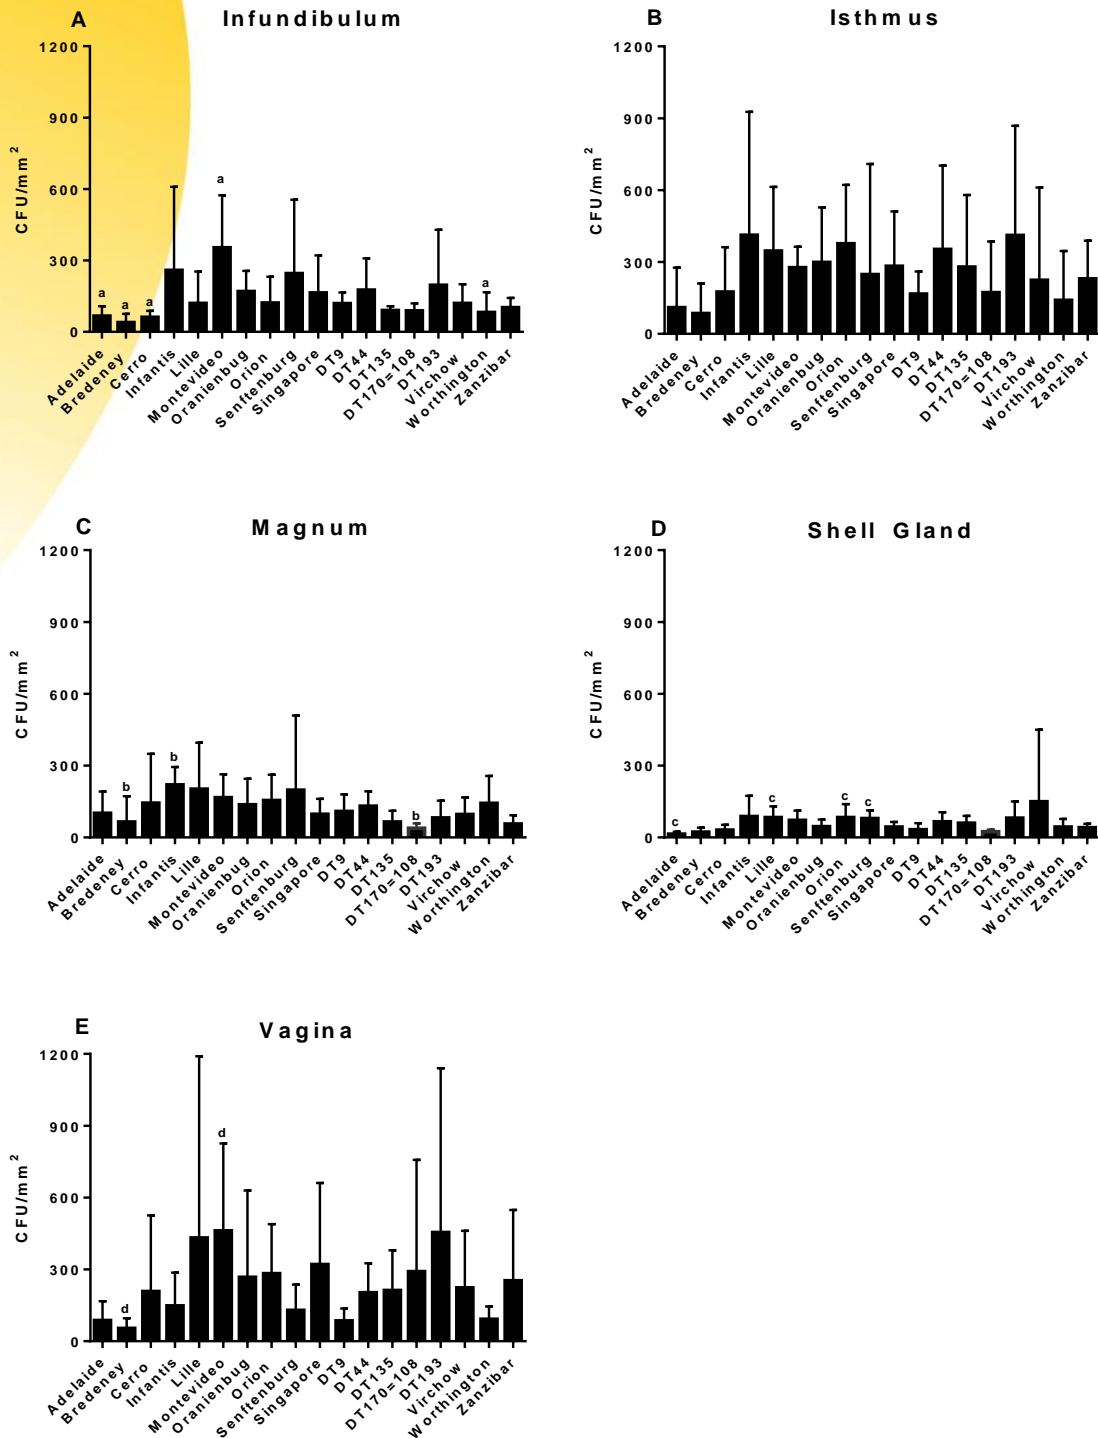 A
Infundibulum
CFU/mm²
1200
900
600
300
0
a
a
a
a
a
Adelaide
Bredeney
Cerro
Infantis
Lille
Montevideo
Oranienbug
Orion
Senftenburg
Singapore
DT9
DT44
DT135
DT170=108
DT193
Virchow
Worthington
Zanzibar
B
Isthmus
CFU/mm²
1200
900
600
300
0
Adelaide
Bredeney
Cerro
Infantis
Lille
Montevideo
Oranienbug
Orion
Senftenburg
Singapore
DT9
DT44
DT135
DT170=108
DT193
Virchow
Worthington
Zanzibar
C
Magnum
CFU/mm²
1200
900
600
300
0
b
b
b
Adelaide
Bredeney
Cerro
Infantis
Lille
Montevideo
Oranienbug
Orion
Senftenburg
Singapore
DT9
DT44
DT135
DT170=108
DT193
Virchow
Worthington
Zanzibar
D
Shell Gland
CFU/mm²
1200
900
600
300
0
c
c
c
c
Adelaide
Bredeney
Cerro
Infantis
Lille
Montevideo
Oranienbug
Orion
Senftenburg
Singapore
DT9
DT44
DT135
DT170=108
DT193
Virchow
Worthington
Zanzibar
E
Vagina
CFU/mm²
1200
900
600
300
0
d
d
Adelaide
Bredeney
Cerro
Infantis
Lille
Montevideo
Oranienbug
Orion
Senftenburg
Singapore
DT9
DT44
DT135
DT170=108
DT193
Virchow
Worthington
Zanzibar